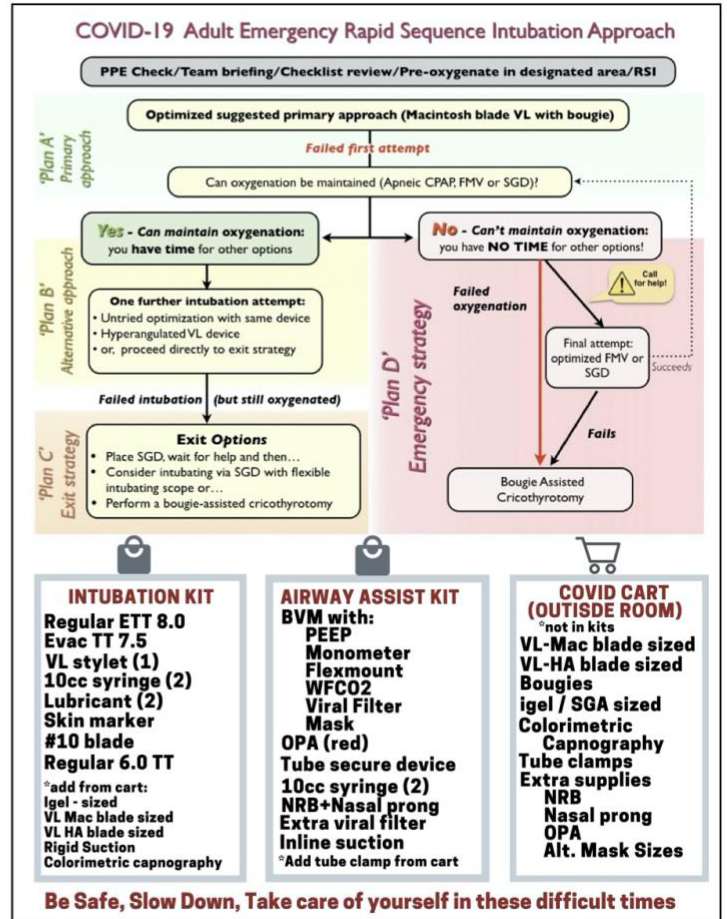 COVID-19 Adult Emergency Rapid Sequence Intubation Approach
PPE Check/Team briefing/Checklist review/Pre-oxygenate in designated area/RSI
'Plan A'
Primary
approach
Optimized suggested primary approach (Macintosh blade VL with bougie)
Failed first attempt
Can oxygenation be maintained (Apneic CPAP, FMV or SGD)?
Yes - Can maintain oxygenation:
you have time for other options
No - Can't maintain oxygenation:
you have NO TIME for other options!
'Plan B'
Alternative approach
One further intubation attempt:
• Untried optimization with same device
• Hyperangulated VL device
• or, proceed directly to exit strategy
Failed intubation (but still oxygenated)
'Plan C'
Exit strategy
Exit Options
• Place SGD, wait for help and then…
• Consider intubating via SGD with flexible
intubating scope or…
• Perform a bougie-assisted cricothyrotomy
'Plan D'
Emergency strategy
Failed
oxygenation
Call
for help!
Final attempt:
optimized FMV or
SGD
Succeeds
Fails
Bougie Assisted
Cricothyrotomy
INTUBATION KIT
Regular ETT 8.0
Evac TT 7.5
VL stylet (1)
10cc syringe (2)
Lubricant (2)
Skin marker
#10 blade
Regular 6.0 TT
*add from cart:
Igel - sized
VL Mac blade sized
VL HA blade sized
Rigid Suction
Colorimetric capnography
AIRWAY ASSIST KIT
BVM with:
PEEP
Monometer
Flexmount
WFCO2
Viral Filter
Mask
OPA (red)
Tube secure device
10cc syringe (2)
NRB+Nasal prong
Extra viral filter
Inline suction
*Add tube clamp from cart
COVID CART
(OUTISDE ROOM)
*not in kits
VL-Mac blade sized
VL-HA blade sized
Bougies
igel / SGA sized
Colorimetric
Capnography
Tube clamps
Extra supplies
NRB
Nasal prong
OPA
Alt. Mask Sizes
Be Safe, Slow Down, Take care of yourself in these difficult times